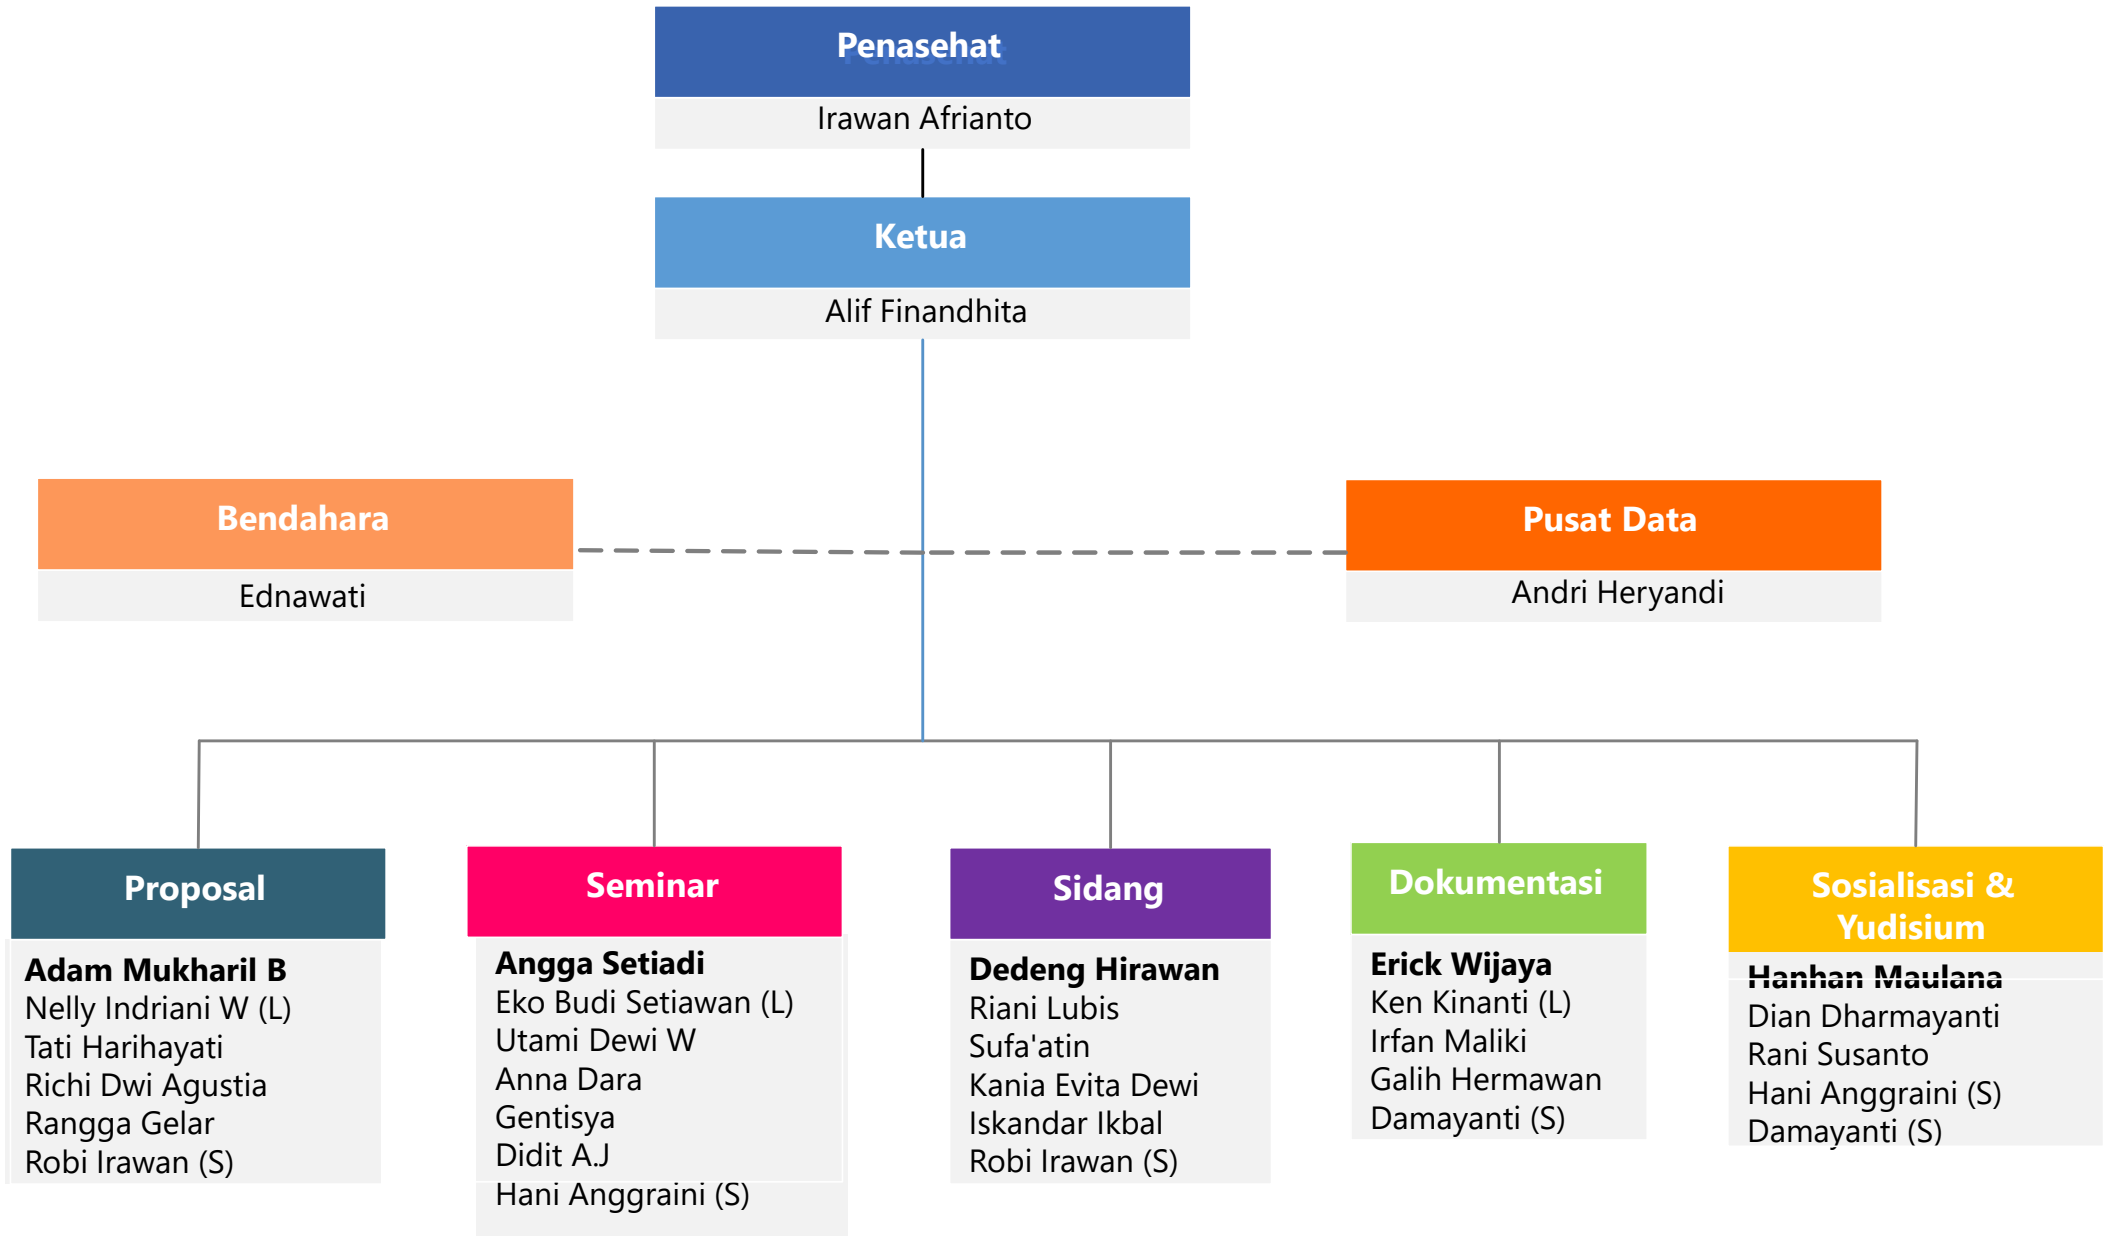 Penasehat
Irawan Afrianto
Ketua
Alif Finandhita
Bendahara
Ednawati
Pusat Data
Andri Heryandi
Proposal
Adam Mukharil B
Nelly Indriani W (L)
Tati Harihayati
Richi Dwi Agustia
Rangga Gelar
Robi Irawan (S)
Seminar
Angga Setiadi
Eko Budi Setiawan (L)
Utami Dewi W
Anna Dara
Gentisya
Didit A.J
Hani Anggraini (S)
Sidang
Dedeng Hirawan
Riani Lubis
Sufa'atin
Kania Evita Dewi
Iskandar Ikbal
Robi Irawan (S)
Dokumentasi
Erick Wijaya
Ken Kinanti (L)
Irfan Maliki
Galih Hermawan
Damayanti (S)
Sosialisasi &
Yudisium
Hanhan Maulana
Dian Dharmayanti
Rani Susanto
Hani Anggraini (S)
Damayanti (S)